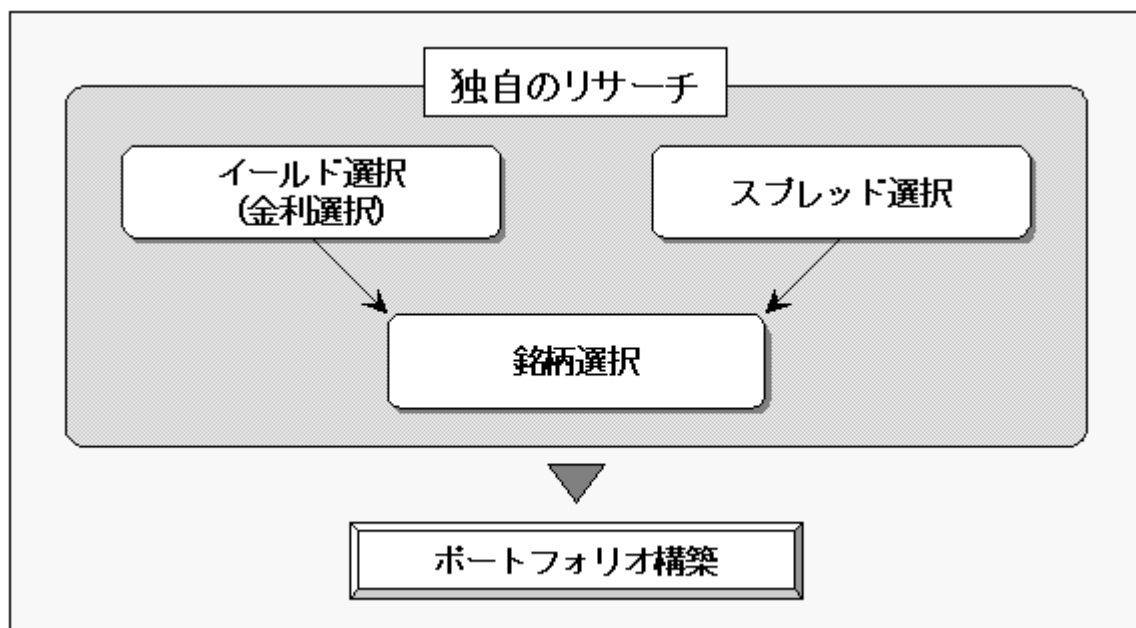 独自のリサーチ
イールド選択
(金利選択)
スプレッド選択
銘柄選択
ポートフォリオ構築